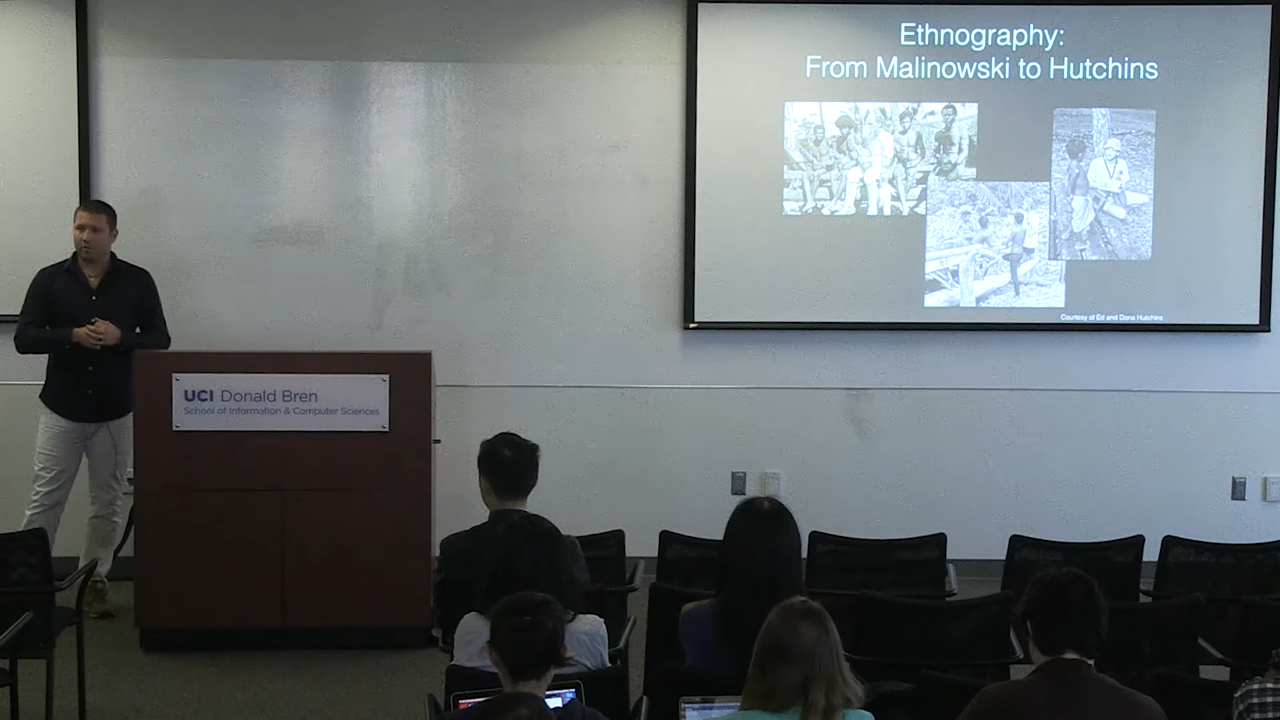 Ethnography:
From Malinowski to Hutchins
Courtesy of Ed and Dona Hutchins
UCI Donald Bren
School of Information & Computer Sciences